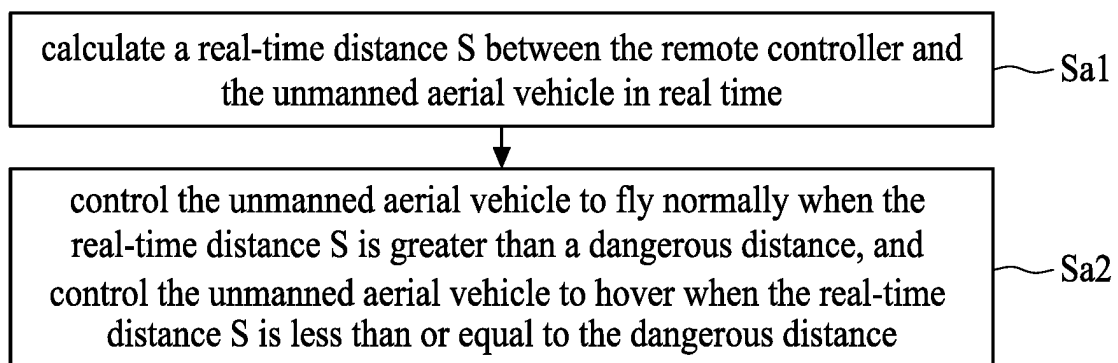 calculate a real-time distance S between the remote controller and
the unmanned aerial vehicle in real time
Sa1
control the unmanned aerial vehicle to fly normally when the
real-time distance S is greater than a dangerous distance, and
control the unmanned aerial vehicle to hover when the real-time
distance S is less than or equal to the dangerous distance
Sa2